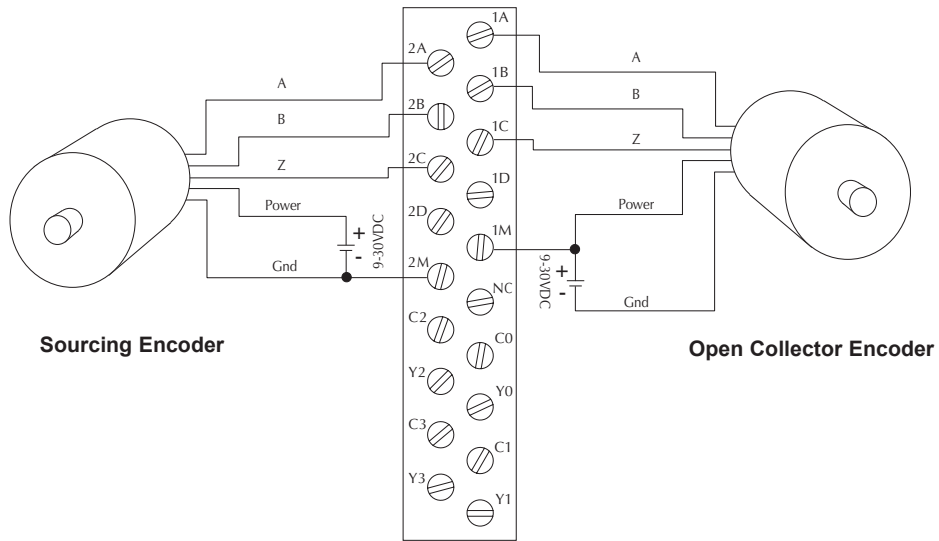 1A
2A
A
A
1B
B
2B
B
1C
Z
Z
2C
1D
Power
Power
2D
1M
+
-
9-30VDC
Gnd
2M
+
-
9-30VDC
NC
Gnd
C2
Sourcing Encoder
C0
Open Collector Encoder
Y2
Y0
C3
C1
Y3
Y1